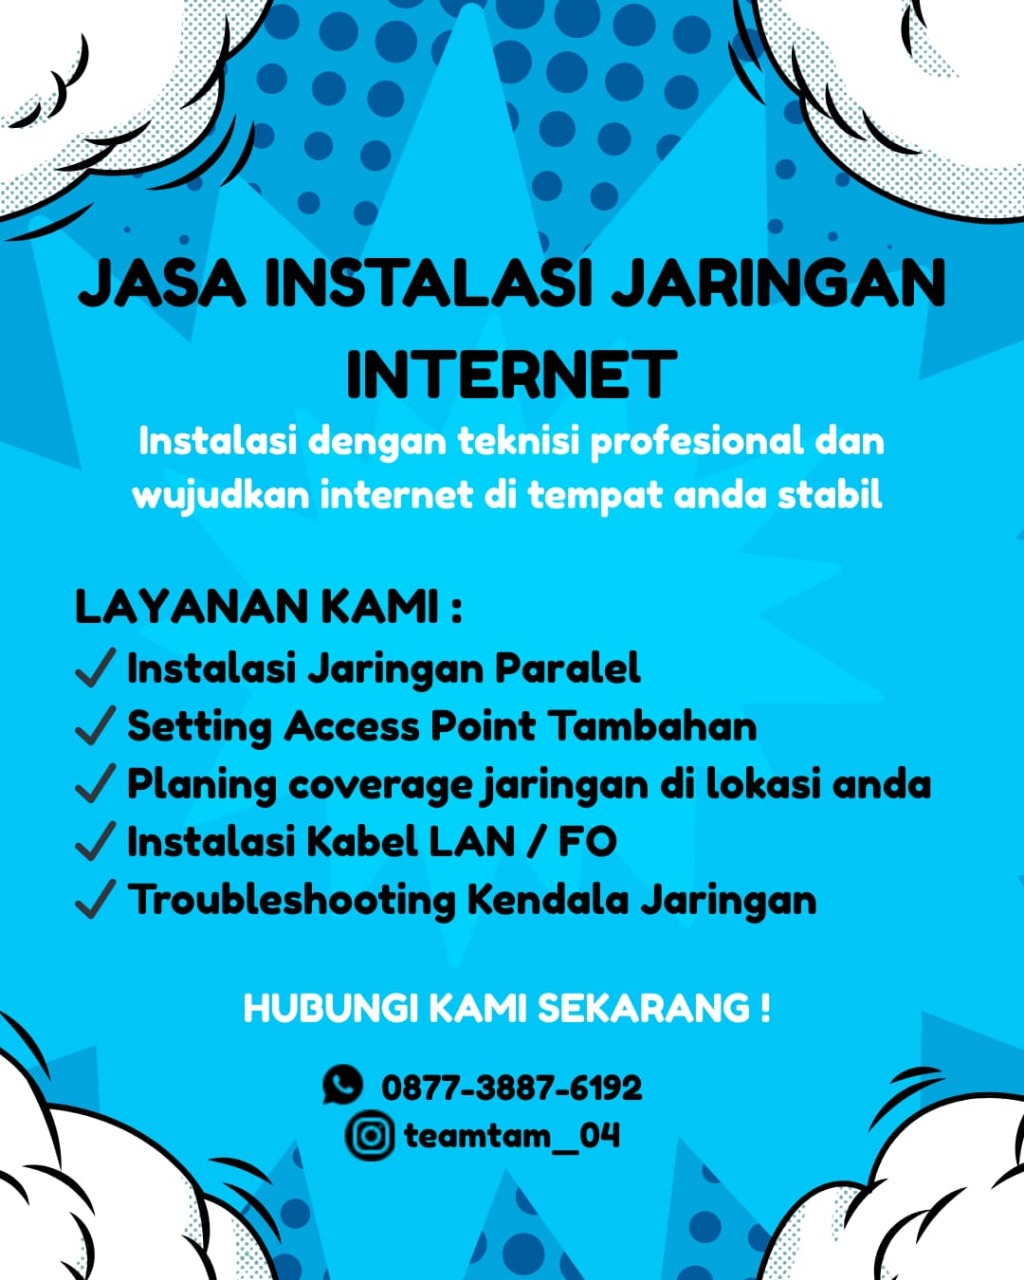 JASA INSTALASI JARINGAN
INTERNET
Instalasi dengan teknisi profesional dan
wujudkan internet di tempat anda stabil
LAYANAN KAMI :
✓ Instalasi Jaringan Paralel
✓ Setting Access Point Tambahan
✓ Planing coverage jaringan di lokasi anda
✓ Instalasi Kabel LAN / FO
✓ Troubleshooting Kendala Jaringan
HUBUNGI KAMI SEKARANG !
0877-3887-6192
teamtam_04